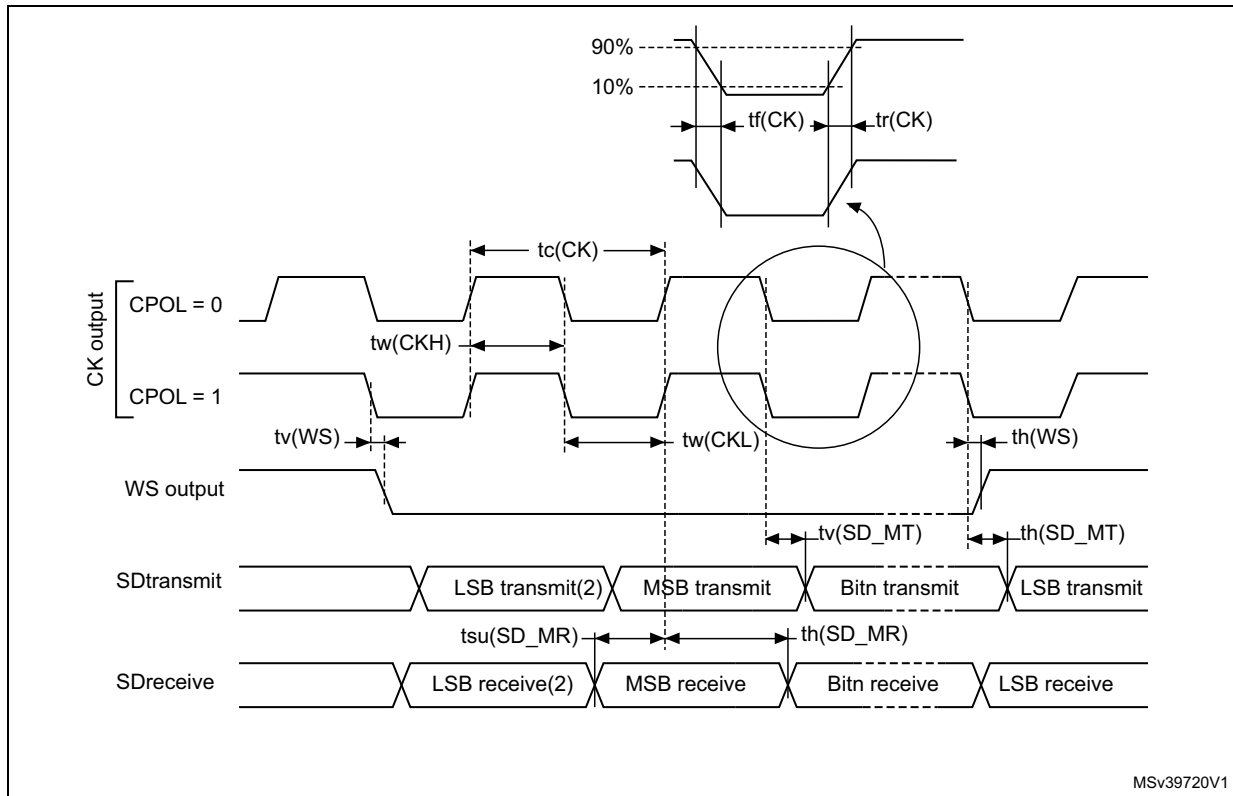 90%
10%
tf(CK)
tr(CK)
tc(CK)
CK output
CPOL = 0
tw(CKH)
CPOL = 1
tv(WS)
tw(CKL)
th(WS)
WS output
tv(SD_MT)
th(SD_MT)
SDtransmit
LSB transmit(2)
MSB transmit
Bitn transmit
LSB transmit
tsu(SD_MR)
th(SD_MR)
SDreceive
LSB receive(2)
MSB receive
Bitn receive
LSB receive
MSv39720V1